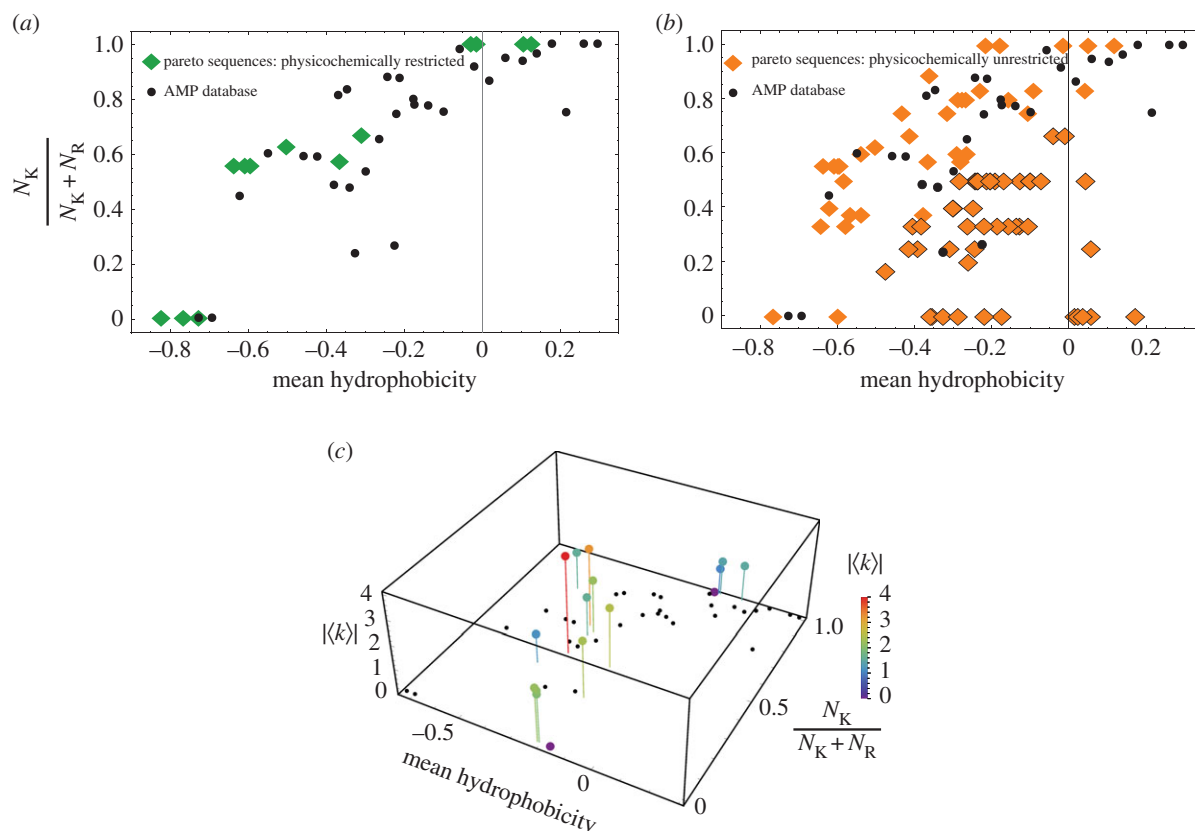 (a)
(b)
1.0
pareto sequences: physicochemically restricted
AMP database
0.8
0.6
N_K
N_K + N_R
0.4
0.2
0
−0.8
−0.6
−0.4
−0.2
0
0.2
mean hydrophobicity
1.0
pareto sequences: physicochemically unrestricted
AMP database
0.8
0.6
0.4
0.2
0
−0.8
−0.6
−0.4
−0.2
0
0.2
mean hydrophobicity
(c)
4
3
|⟨k⟩|
2
1
0
−0.5
0
mean hydrophobicity
0
0.5
1.0
N_K
N_K + N_R
|⟨k⟩|
4
3
2
1
0